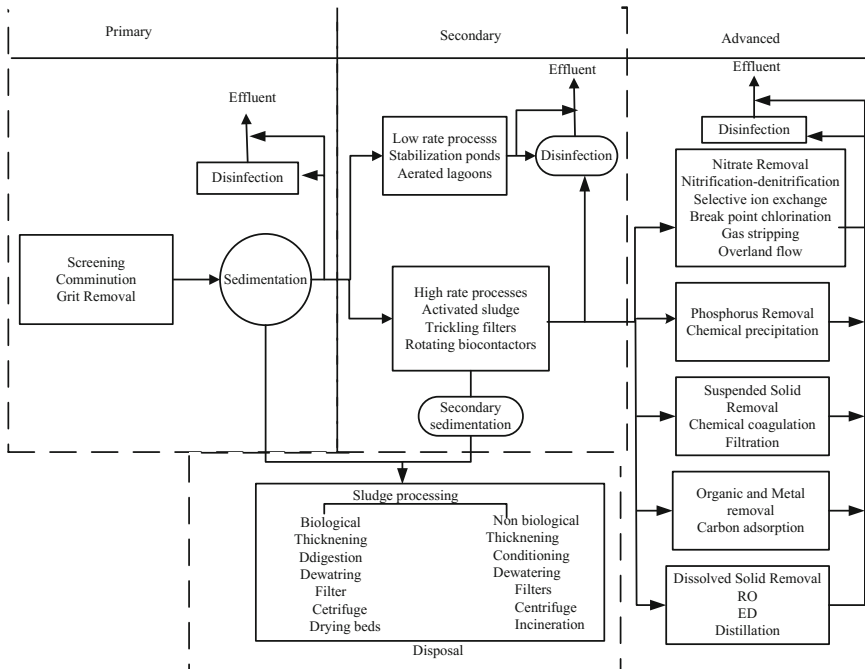 Primary
Secondary
Advanced
Effluent
Disinfection
Screening
Comminution
Grit Removal
Sedimentation
Effluent
Low rate processs
Stabilization ponds
Aerated lagoons
Disinfection
High rate processes
Activated sludge
Trickling filters
Rotating biocontactors
Secondary
sedimentation
Effluent
Disinfection
Nitrate Removal
Nitrification-denitrification
Selective ion exchange
Break point chlorination
Gas stripping
Overland flow
Phosphorus Removal
Chemical precipitation
Suspended Solid
Removal
Chemical coagulation
Filtration
Organic and Metal
removal
Carbon adsorption
Dissolved Solid Removal
RO
ED
Distillation
Sludge processing
Biological
Thicknening
Ddigestion
Dewatring
Filter
Cetrifuge
Drying beds
Non biological
Thickening
Conditioning
Dewatering
Filters
Centrifuge
Incineration
Disposal